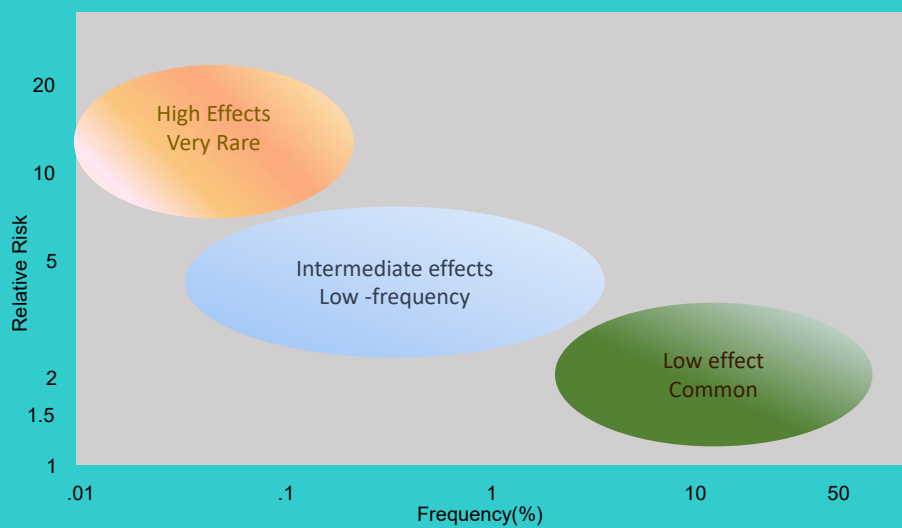 20
High Effects
Very Rare
10
Relative Risk
5
Intermediate effects
Low -frequency
2
Low effect
Common
1.5
1
.01 .1 1 10 50
Frequency(%)